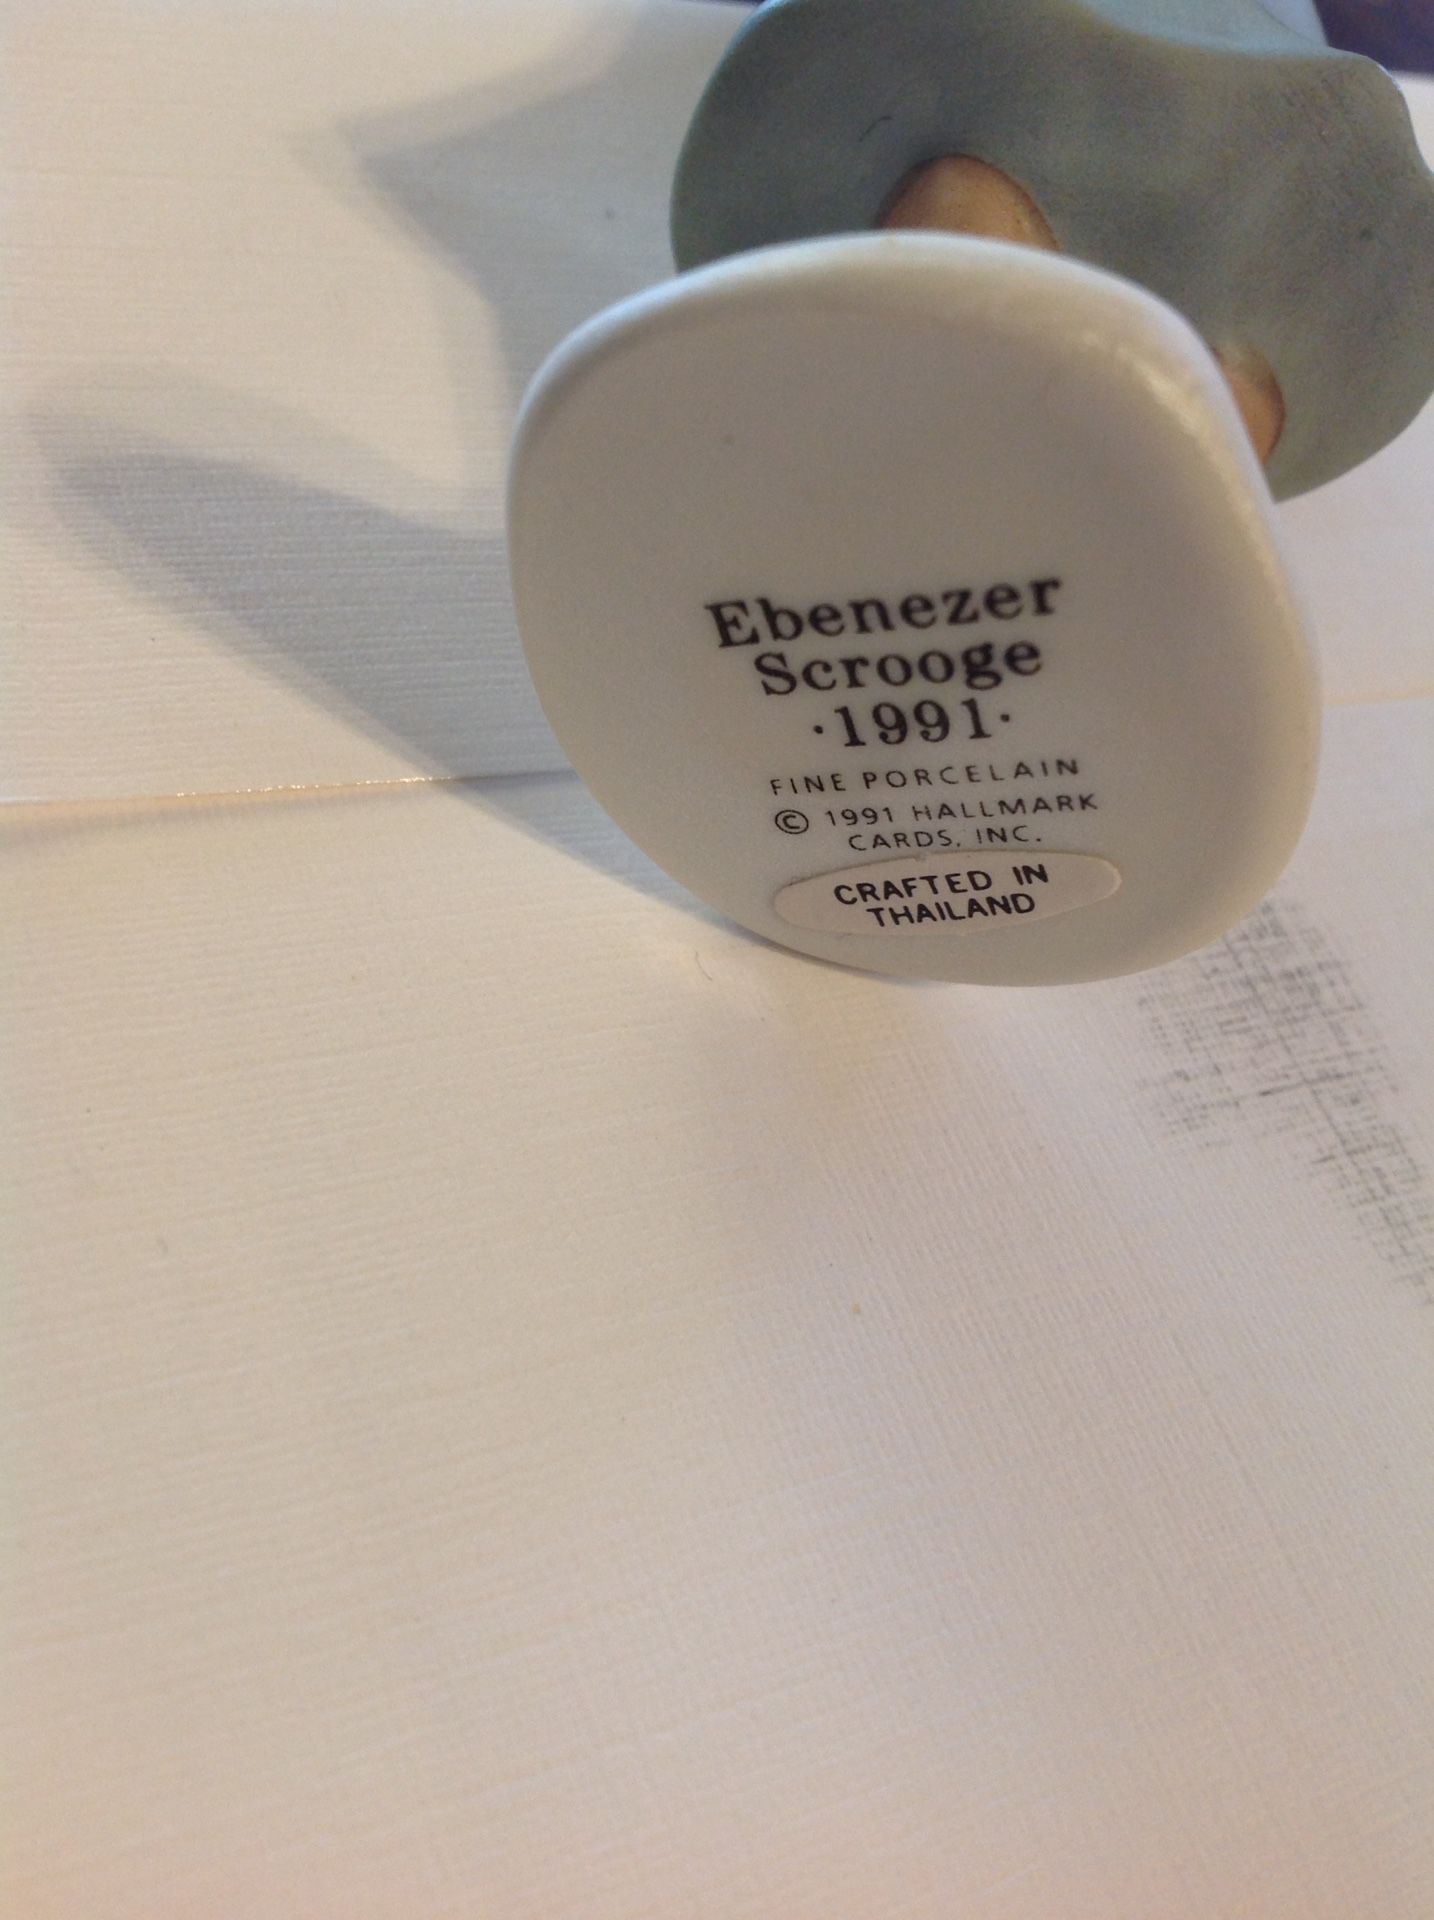 Ebenezer
Scrooge
·1991·
FINE PORCELAIN
© 1991 HALLMARK
CARDS, INC.
CRAFTED IN
THAILAND